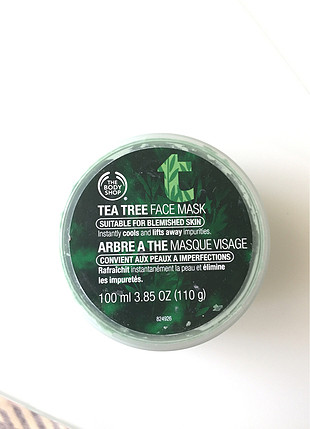 THE
BODY
SHOP
t
TEA TREE FACE MASK
SUITABLE FOR BLEMISHED SKIN
Instantly cools and lifts away impurities.
ARBRE A THE MASQUE VISAGE
CONVIENT AUX PEAUX A IMPERFECTIONS
Rafraîchit instantanément la peau et élimine
les impuretés.
100 ml 3.85 OZ (110 g)
824926